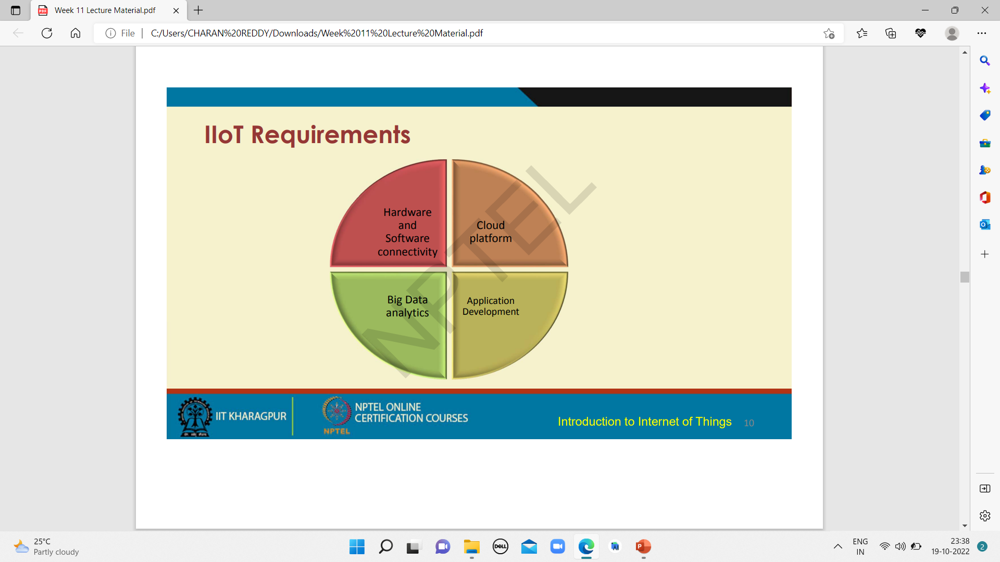 Week 11 Lecture Material.pdf
File
C:/Users/CHARAN%20REDDY/Downloads/Week%2011%20Lecture%20Material.pdf
IIoT Requirements
Hardware
and
Software
connectivity
Cloud
platform
Big Data
analytics
Application
Development
NPTEL
IIT KHARAGPUR
NPTEL
NPTEL ONLINE
CERTIFICATION COURSES
Introduction to Internet of Things
10
25°C
Partly cloudy
DELL
ENG
IN
23:38
19-10-2022
2